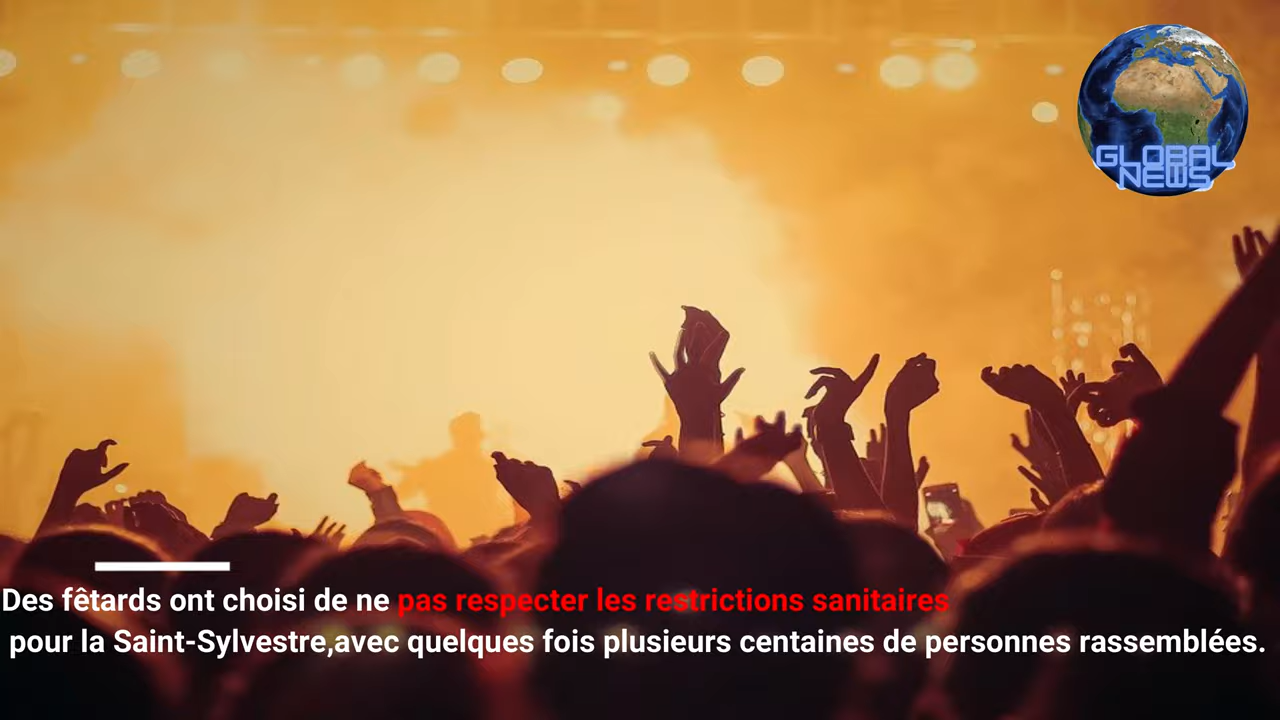 GLOBAL
NEWS
Des fêtards ont choisi de ne pas respecter les restrictions sanitaires
pour la Saint-Sylvestre,avec quelques fois plusieurs centaines de personnes rassemblées.